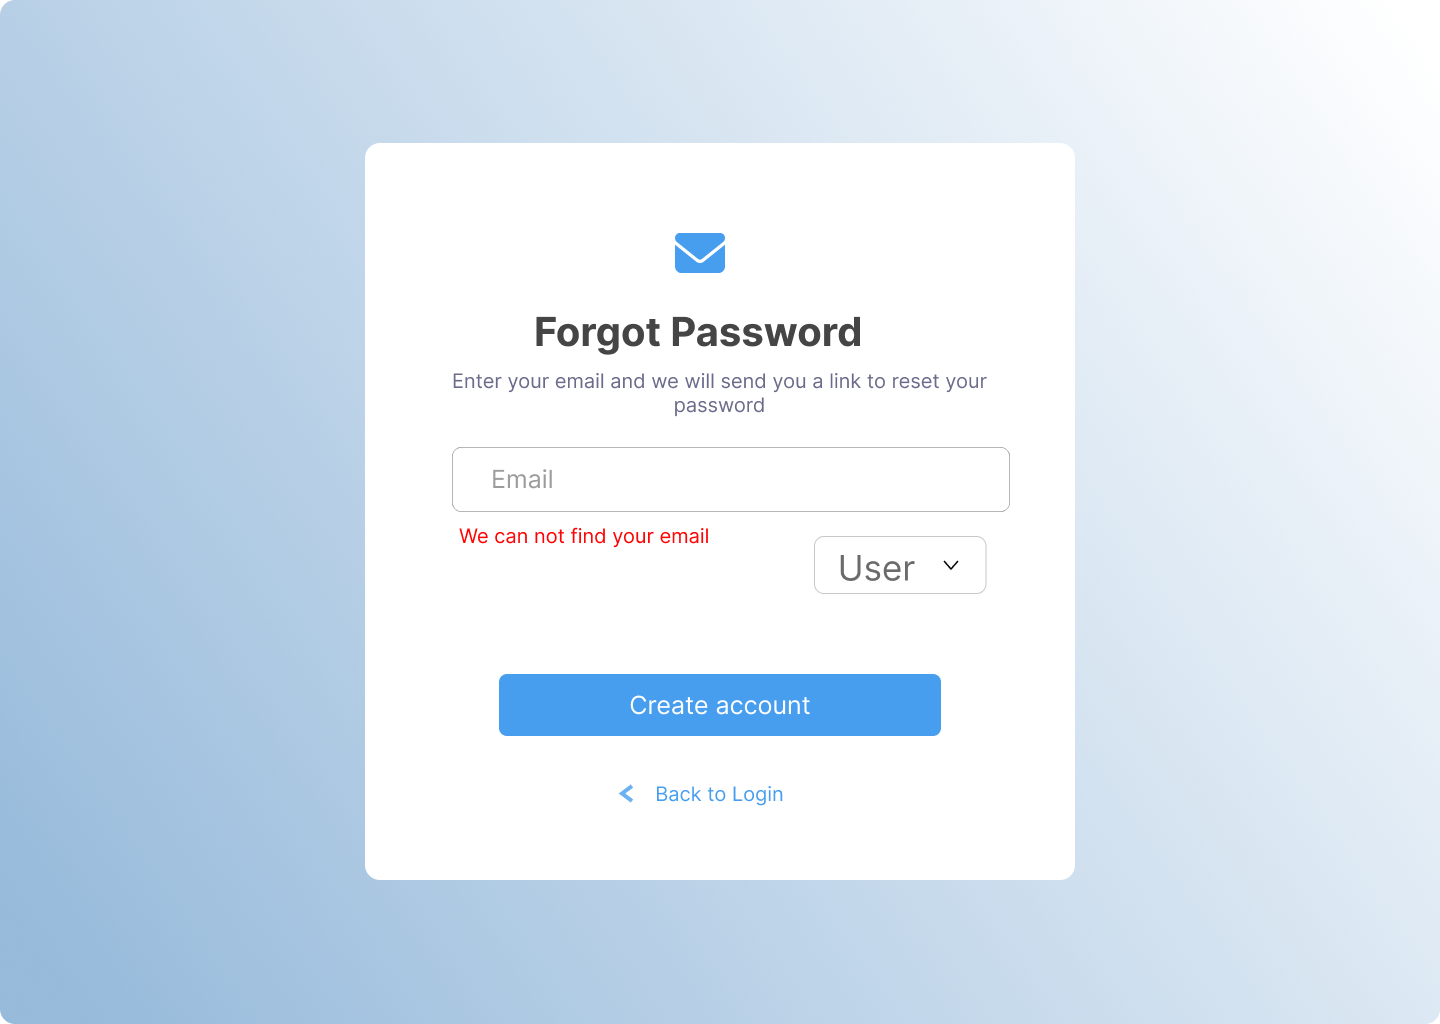 Forgot Password
Enter your email and we will send you a link to reset your
password
Email
We can not find your email
User
Create account
Back to Login